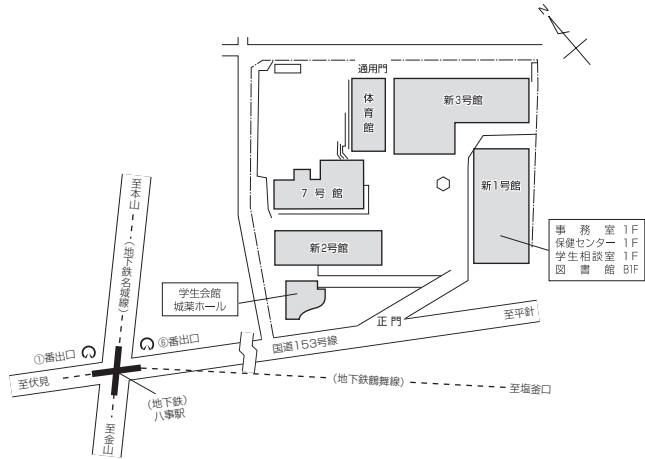 N
通用門
体育館
新3号館
7号館
新1号館
新2号館
事務室 1F
保健センター 1F
学生相談室 1F
図書館 B1F
学生会館
城薬ホール
正門
至平針
国道153号線
至本山
(地下鉄名城線)
①番出口
⑥番出口
至伏見
(地下鉄)
八事駅
至金山
(地下鉄鶴舞線)
至塩釜口